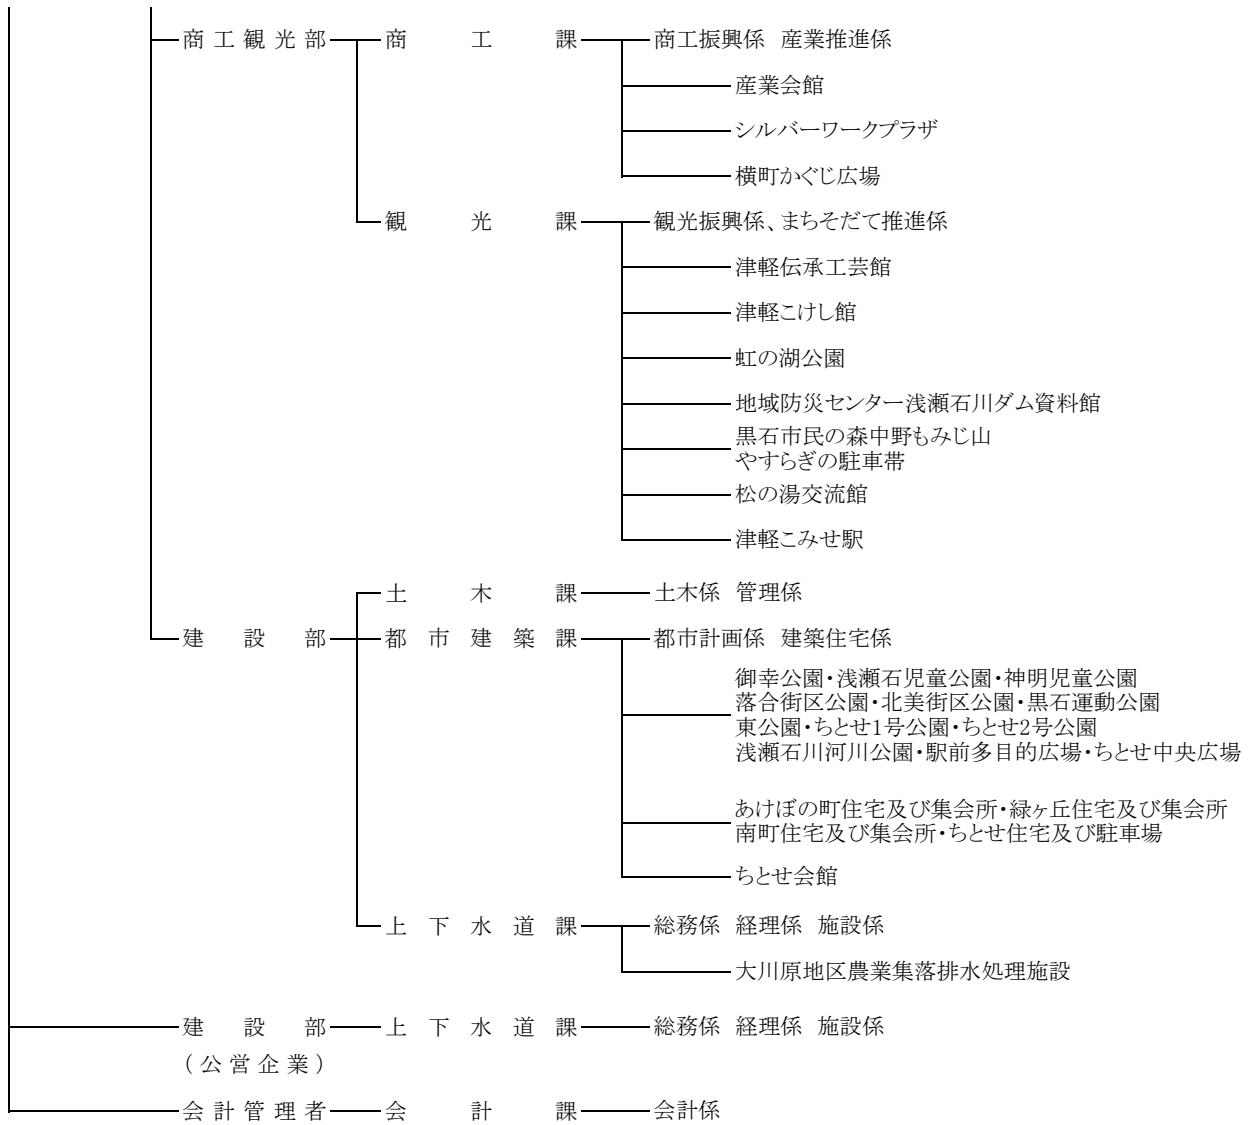 商工観光部 商工課 商工振興係 産業推進係
産業会館
シルバーワークプラザ
横町かぐじ広場
観光課 観光振興係、まちそだて推進係
津軽伝承工芸館
津軽こけし館
虹の湖公園
地域防災センター浅瀬石川ダム資料館
黒石市民の森中野もみじ山
やすらぎの駐車帯
松の湯交流館
津軽こみせ駅
土木課 土木係 管理係
建設部 都市建築課 都市計画係 建築住宅係
御幸公園・浅瀬石児童公園・神明児童公園
落合街区公園・北美街区公園・黒石運動公園
東公園・ちとせ1号公園・ちとせ2号公園
浅瀬石川河川公園・駅前多目的広場・ちとせ中央広場
あけぼの町住宅及び集会所・緑ヶ丘住宅及び集会所
南町住宅及び集会所・ちとせ住宅及び駐車場
ちとせ会館
上下水道課 総務係 経理係 施設係
大川原地区農業集落排水処理施設
建設部 上下水道課 総務係 経理係 施設係
(公営企業)
会計管理者 会計課 会計係